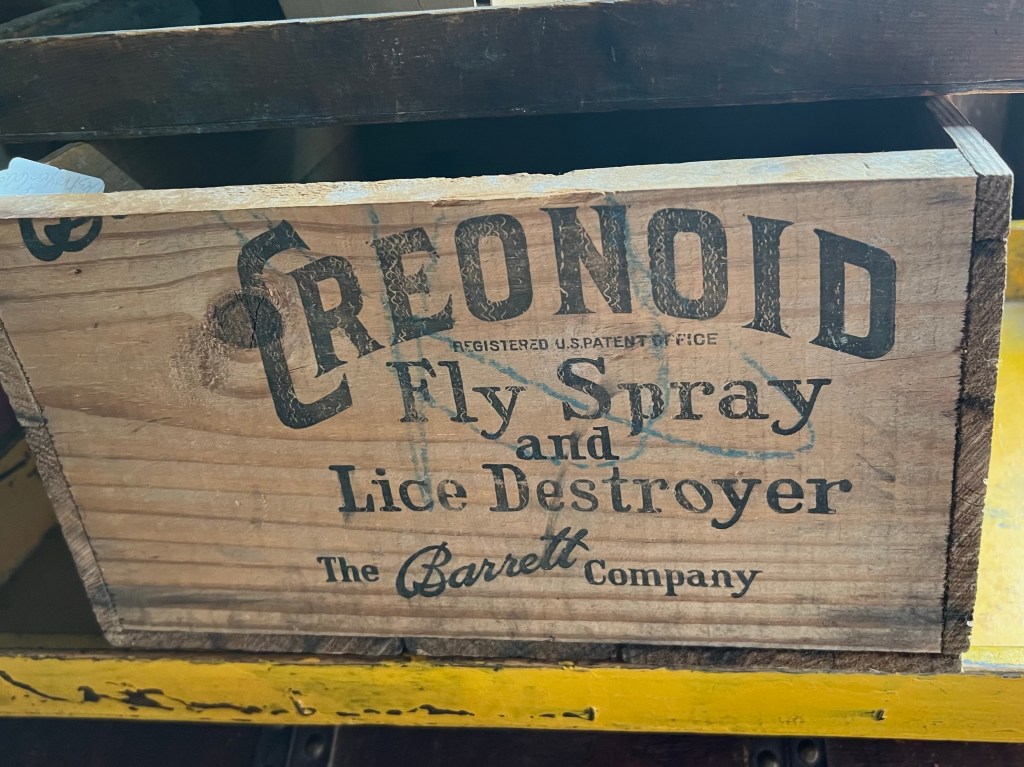 CREONOID
REGISTERED U.S. PATENT OFFICE
Fly Spray
and
Lice Destroyer
The Barrett Company